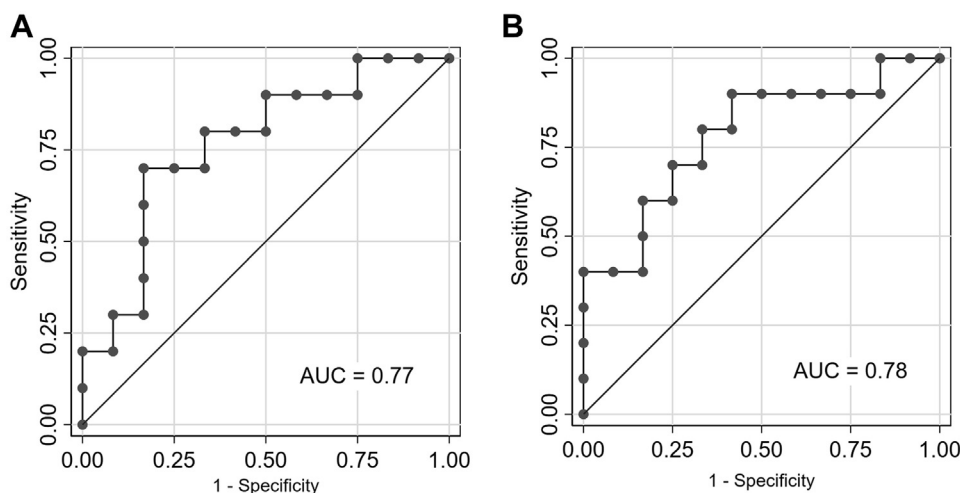 A
1.00
0.75
0.50
0.25
0.00
Sensitivity
AUC = 0.77
0.00 0.25 0.50 0.75 1.00
1 - Specificity
B
1.00
0.75
0.50
0.25
0.00
Sensitivity
AUC = 0.78
0.00 0.25 0.50 0.75 1.00
1 - Specificity